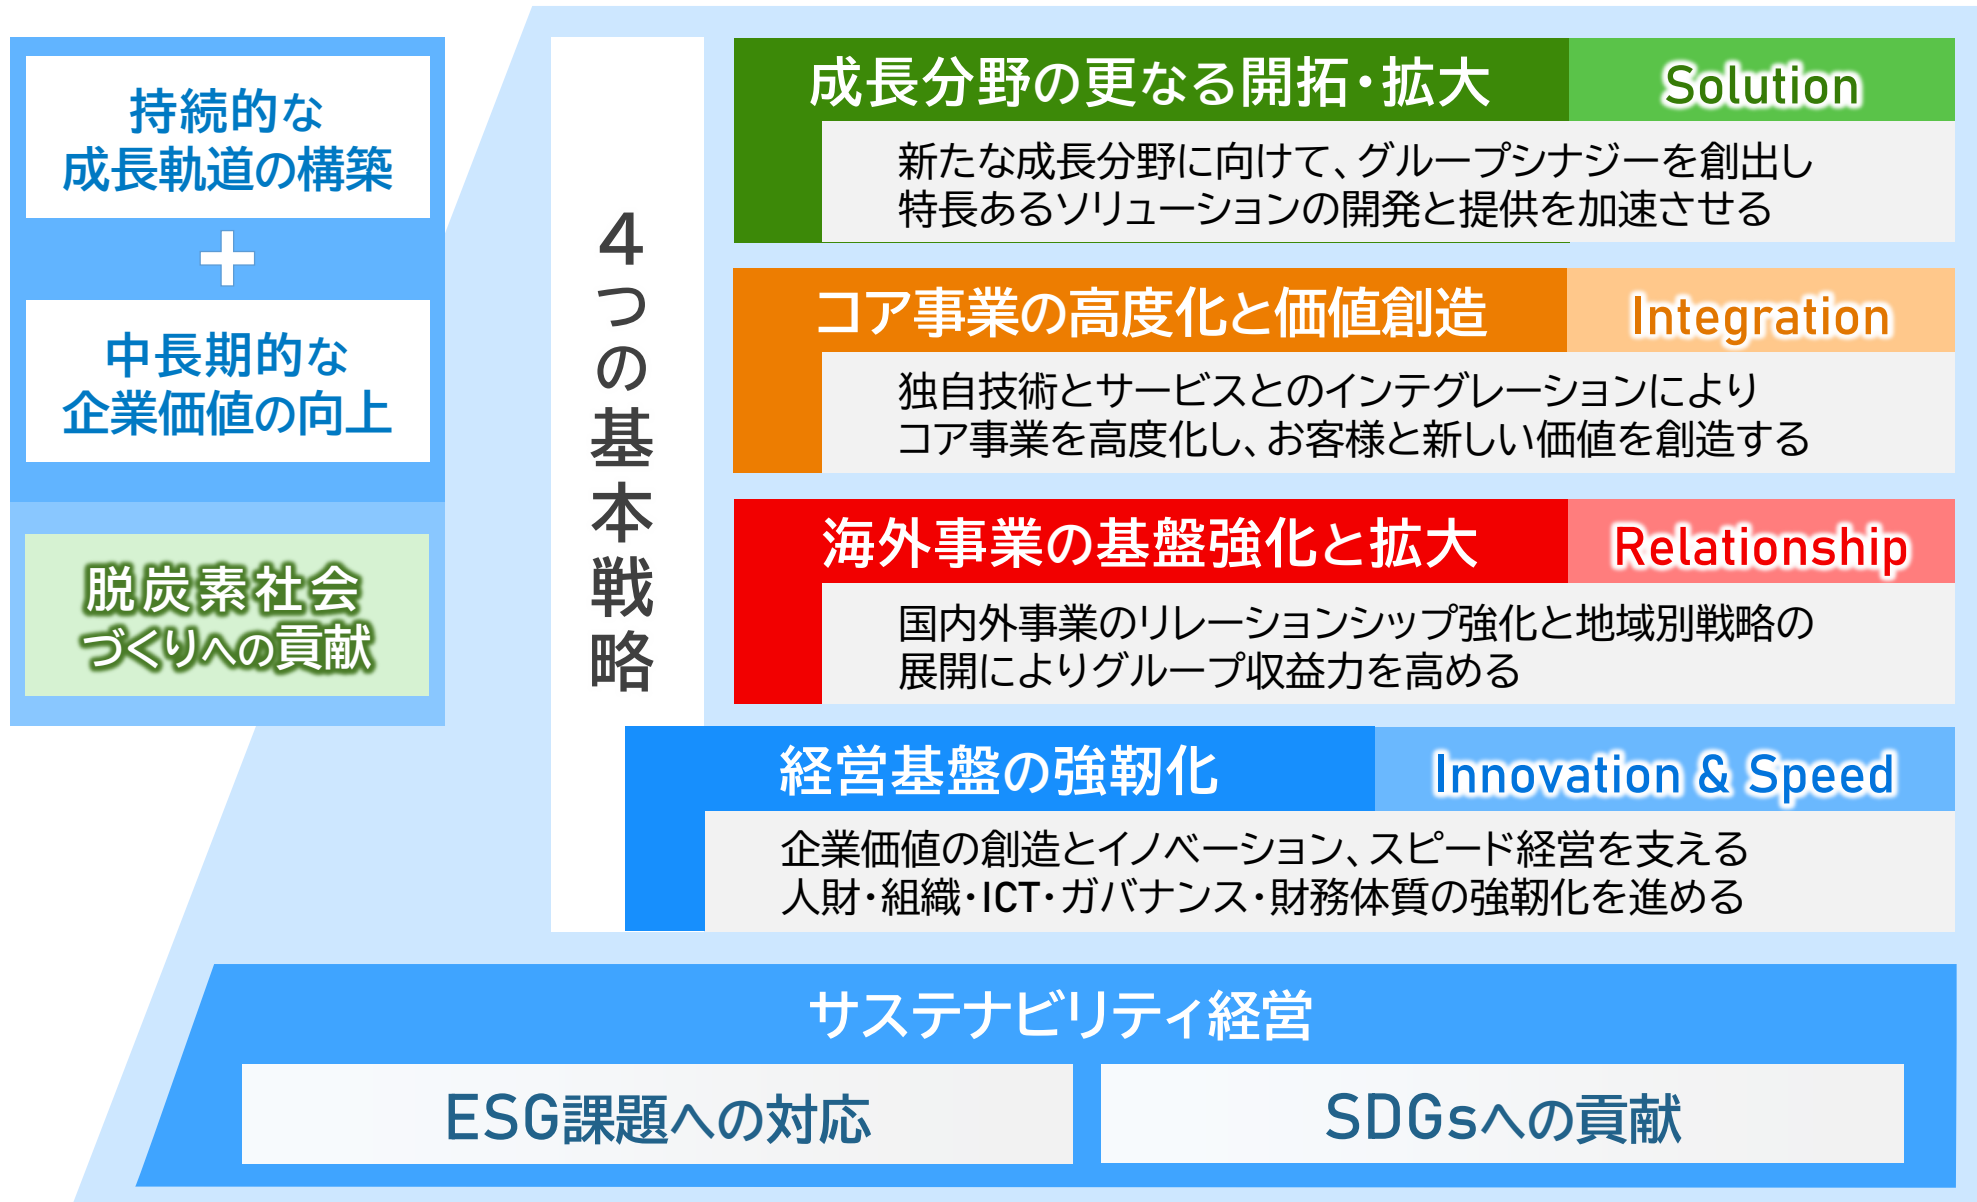 持続的な
成長軌道の構築
+
中長期的な
企業価値の向上
脱炭素社会
づくりへの貢献
4つの基本戦略
成長分野の更なる開拓・拡大
Solution
新たな成長分野に向けて、グループシナジーを創出し
特長あるソリューションの開発と提供を加速させる
コア事業の高度化と価値創造
Integration
独自技術とサービスとのインテグレーションにより
コア事業を高度化し、お客様と新しい価値を創造する
海外事業の基盤強化と拡大
Relationship
国内外事業のリレーションシップ強化と地域別戦略の
展開によりグループ収益力を高める
経営基盤の強靭化
Innovation & Speed
企業価値の創造とイノベーション、スピード経営を支える
人財・組織・ICT・ガバナンス・財務体質の強靭化を進める
サステナビリティ経営
ESG課題への対応
SDGsへの貢献